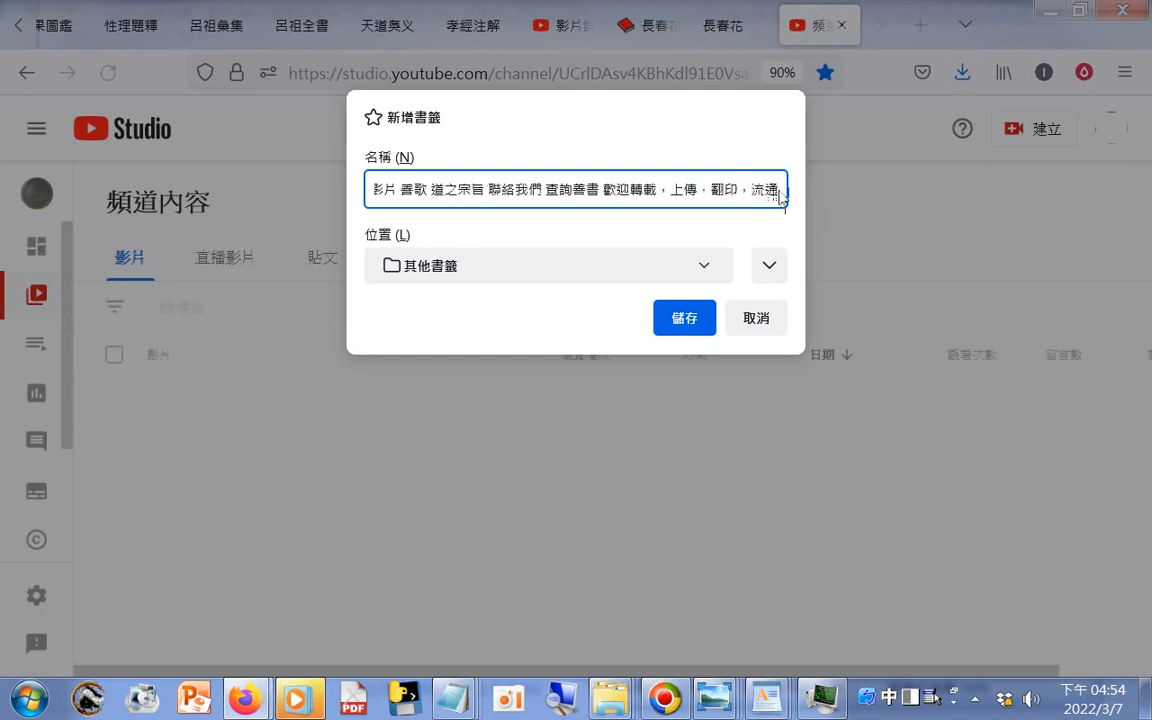 果圖鑑 性理題釋 呂祖彙集 呂祖全書 天道奥义 孝經注解 影片 長春花 長春花
https://studio.youtube.com/channel/UCrlDAsv4KBhKdl91E0Vsa 90%
Studio 建立
新增書籤
名稱 (N)
影片 善歌 道之宗旨 聯絡我們 查詢善書 歡迎轉載，上傳，翻印，流通
頻道內容
位置 (L)
影片 直播影片 貼文
其他書籤
儲存 取消
影片 日期 觀看次數 留言數
中
下午 04:54
2022/3/7